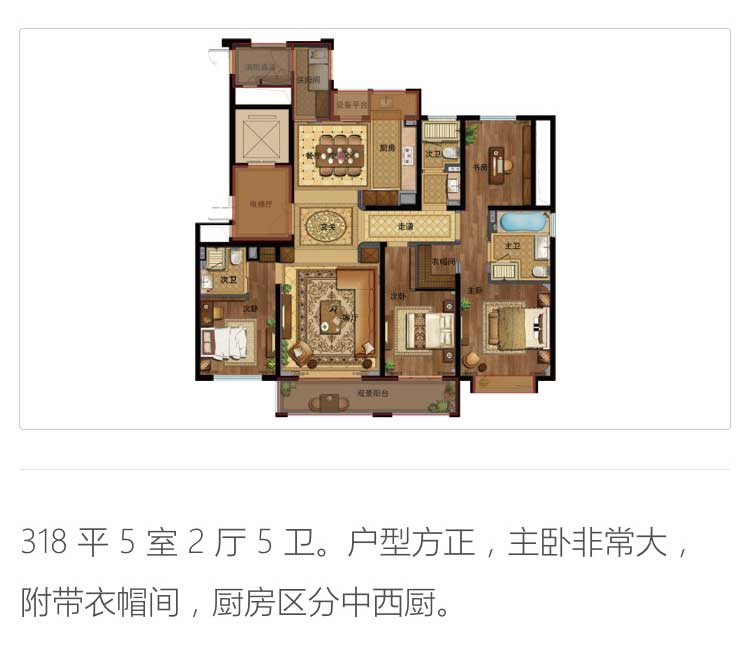 消防通道
保姆间
设备平台
餐厅
厨房
次卫
书房
电梯厅
玄关
走道
主卫
次卫
衣帽间
主卧
次卧
次卧
客厅
观景阳台
318 平 5 室 2 厅 5 卫。户型方正，主卧非常大，
附带衣帽间，厨房区分中西厨。